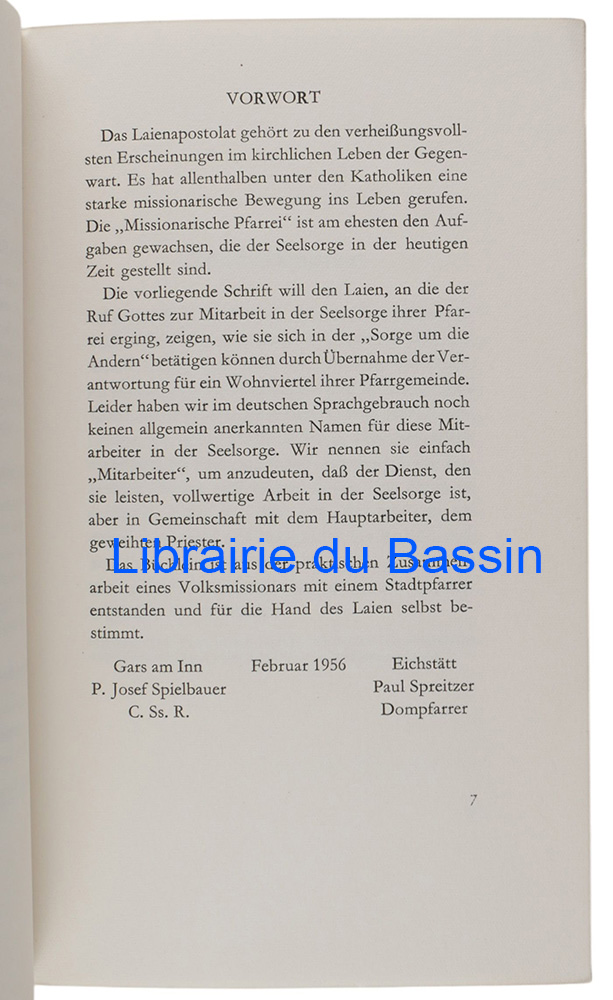 VORWORT
Das Laienapostolat gehört zu den verheißungsvoll-
sten Erscheinungen im kirchlichen Leben der Gegen-
wart. Es hat allenthalben unter den Katholiken eine
starke missionarische Bewegung ins Leben gerufen.
Die „Missionarische Pfarrei“ ist am ehesten den Auf-
gaben gewachsen, die der Seelsorge in der heutigen
Zeit gestellt sind.
Die vorliegende Schrift will den Laien, an die der
Ruf Gottes zur Mitarbeit in der Seelsorge ihrer Pfar-
rei erging, zeigen, wie sie sich in der „Sorge um die
Andern“ betätigen können durch Übernahme der Ver-
antwortung für ein Wohnviertel ihrer Pfarrgemeinde.
Leider haben wir im deutschen Sprachgebrauch noch
keinen allgemein anerkannten Namen für diese Mit-
arbeiter in der Seelsorge. Wir nennen sie einfach
„Mitarbeiter“, um anzudeuten, daß der Dienst, den
sie leisten, vollwertige Arbeit in der Seelsorge ist,
aber in Gemeinschaft mit dem Hauptarbeiter, dem
geweihten Priester.
Librairie du Bassin
Das Büchlein ist aus der praktischen Zusammen-
arbeit eines Volksmissionars mit einem Stadtpfarrer
entstanden und für die Hand des Laien selbst be-
stimmt.
Gars am Inn Februar 1956 Eichstätt
P. Josef Spielbauer Paul Spreitzer
C. Ss. R. Dompfarrer
7